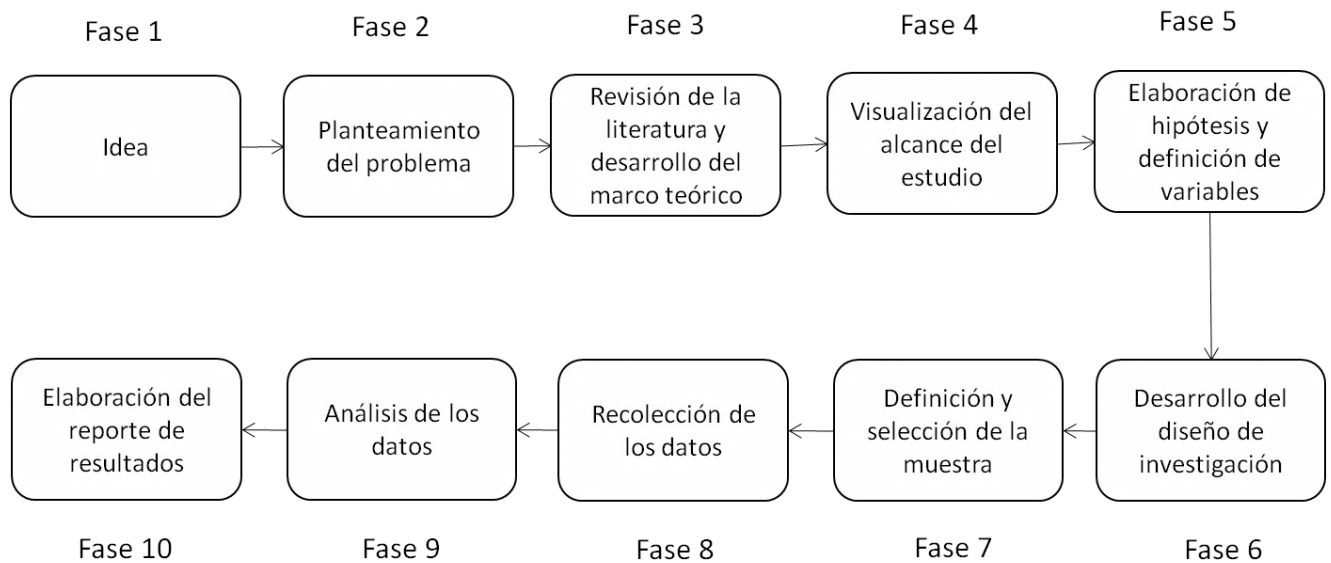 Fase 1
Fase 2
Fase 3
Fase 4
Fase 5
Idea
Planteamiento
del problema
Revisión de la
literatura y
desarrollo del
marco teórico
Visualización del
alcance del
estudio
Elaboración de
hipótesis y
definición de
variables
Elaboración del
reporte de
resultados
Análisis de los
datos
Recolección de
los datos
Definición y
selección de la
muestra
Desarrollo del
diseño de
investigación
Fase 10
Fase 9
Fase 8
Fase 7
Fase 6